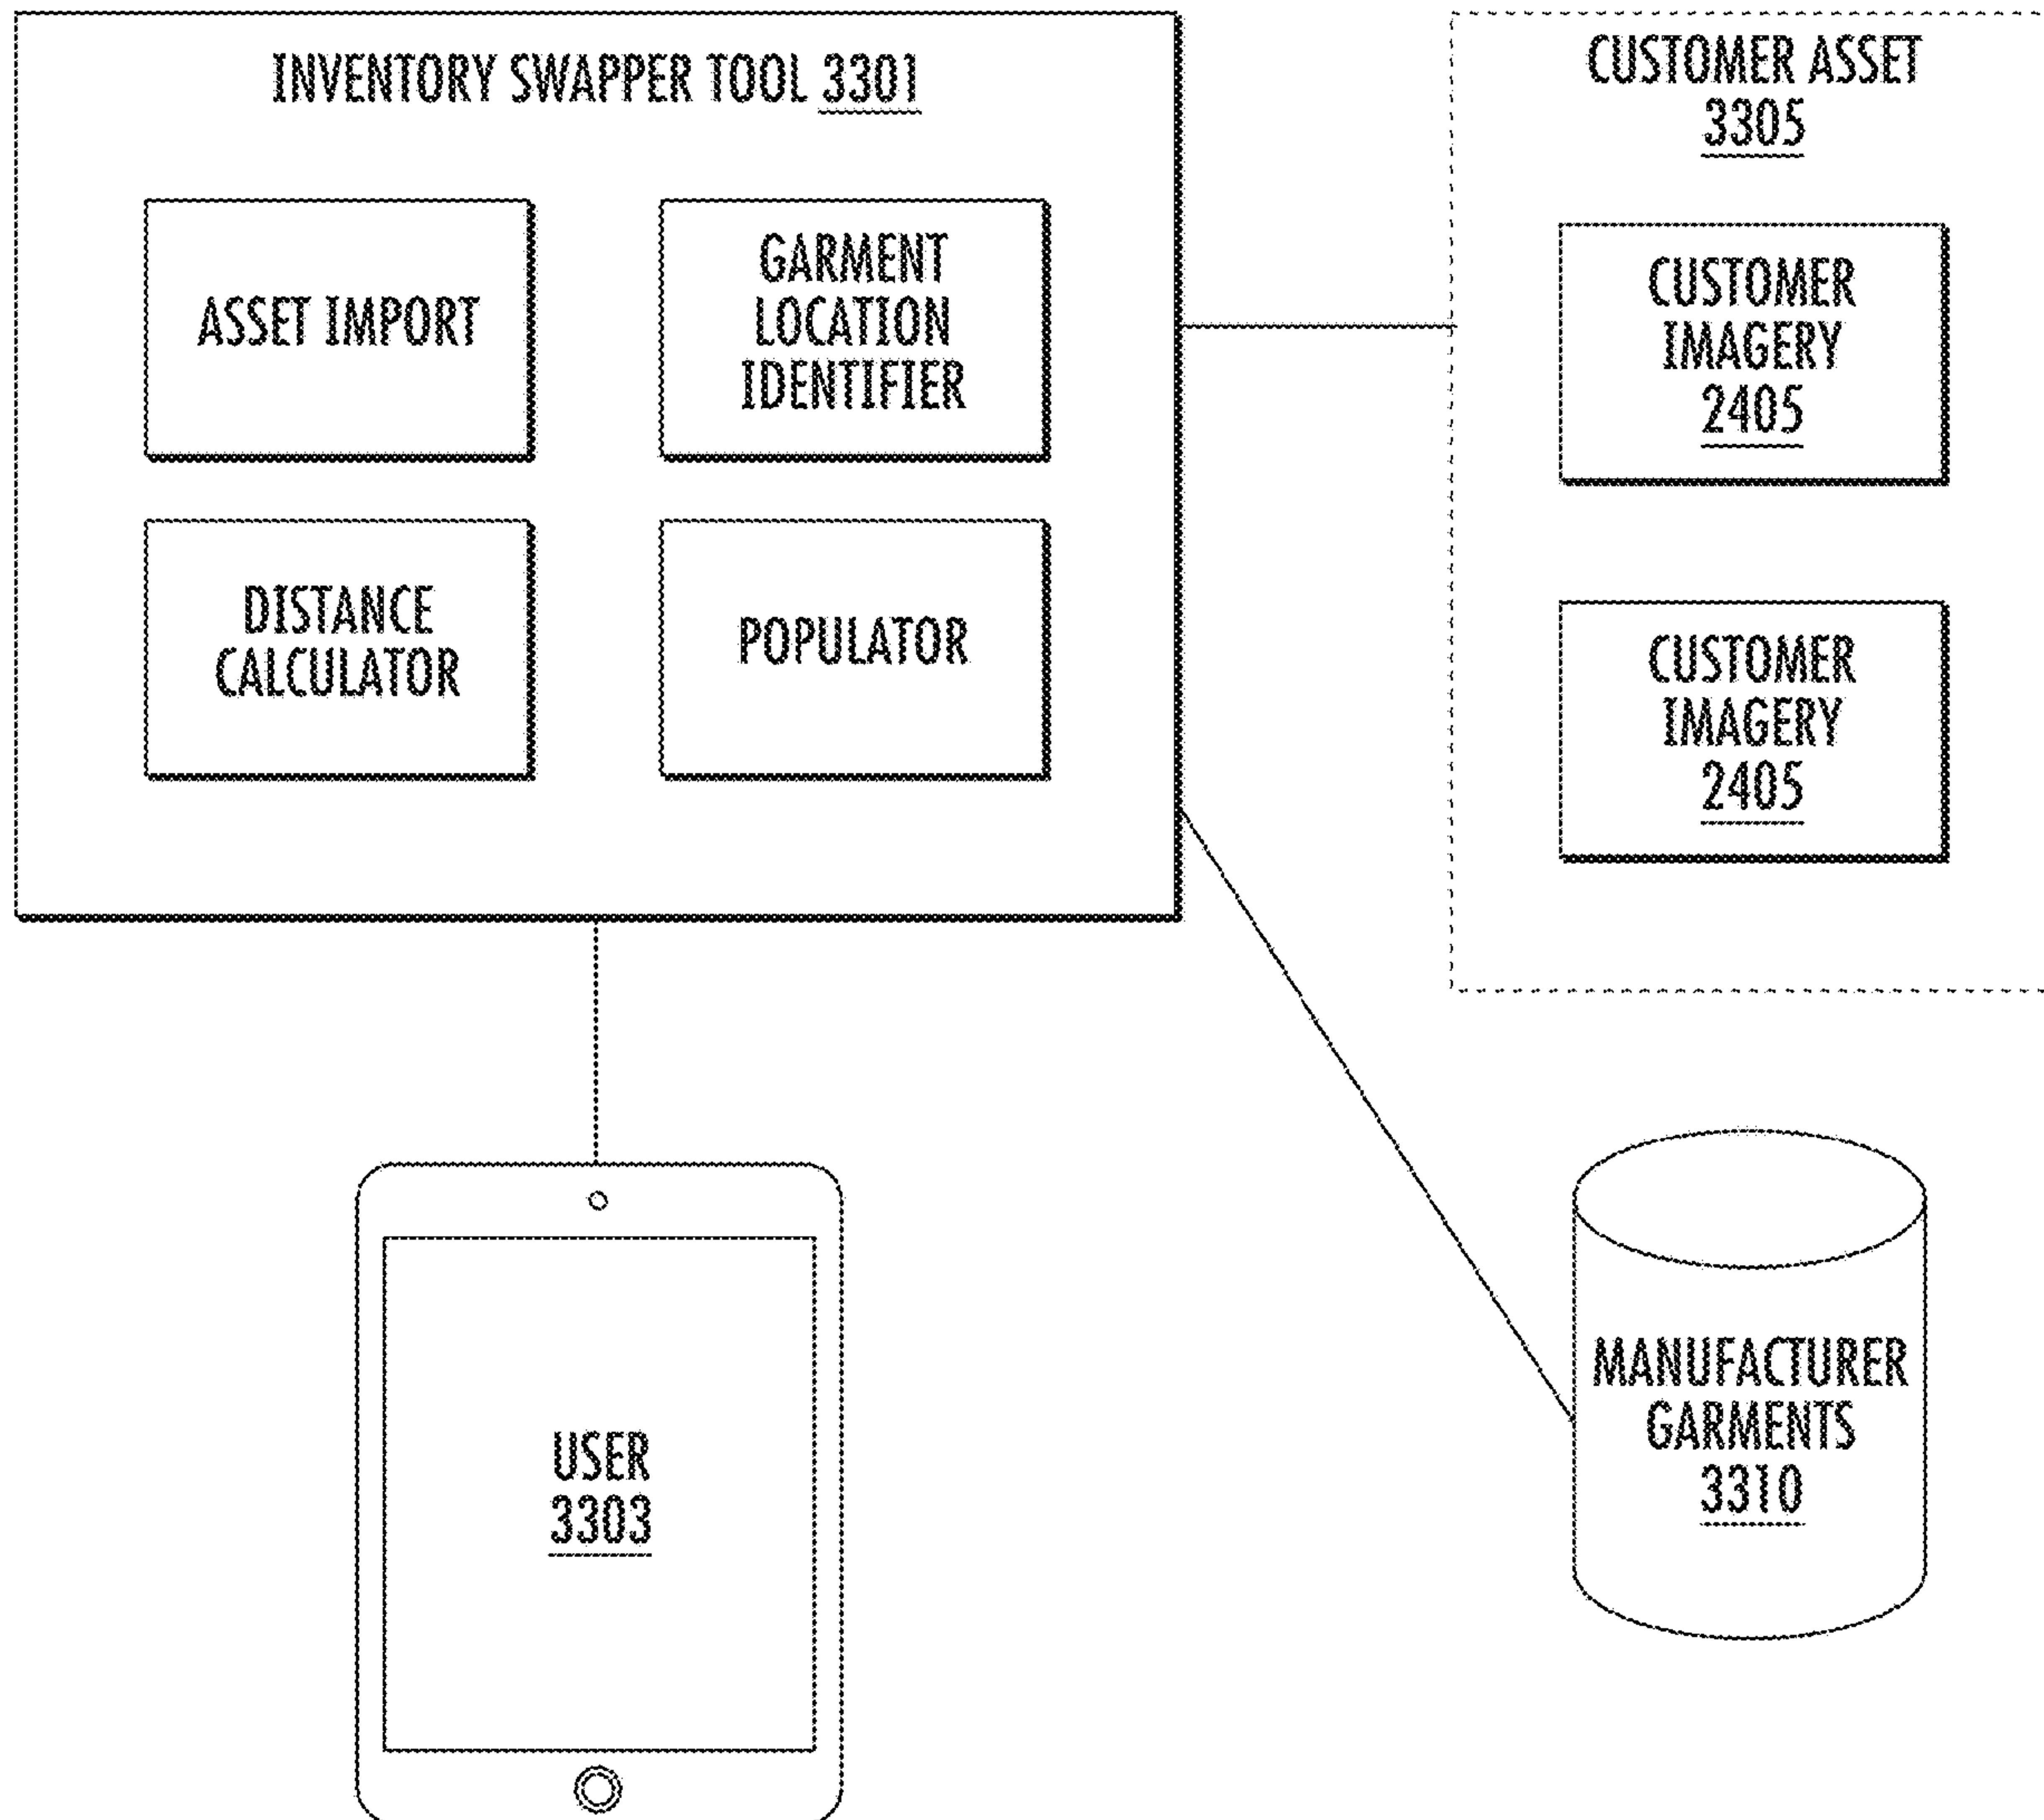 INVENTORY SWAPPER TOOL 3301
ASSET IMPORT
GARMENT
LOCATION
IDENTIFIER
DISTANCE
CALCULATOR
POPULATOR
CUSTOMER ASSET
3305
CUSTOMER
IMAGERY
2405
CUSTOMER
IMAGERY
2405
USER
3303
MANUFACTURER
GARMENTS
3310